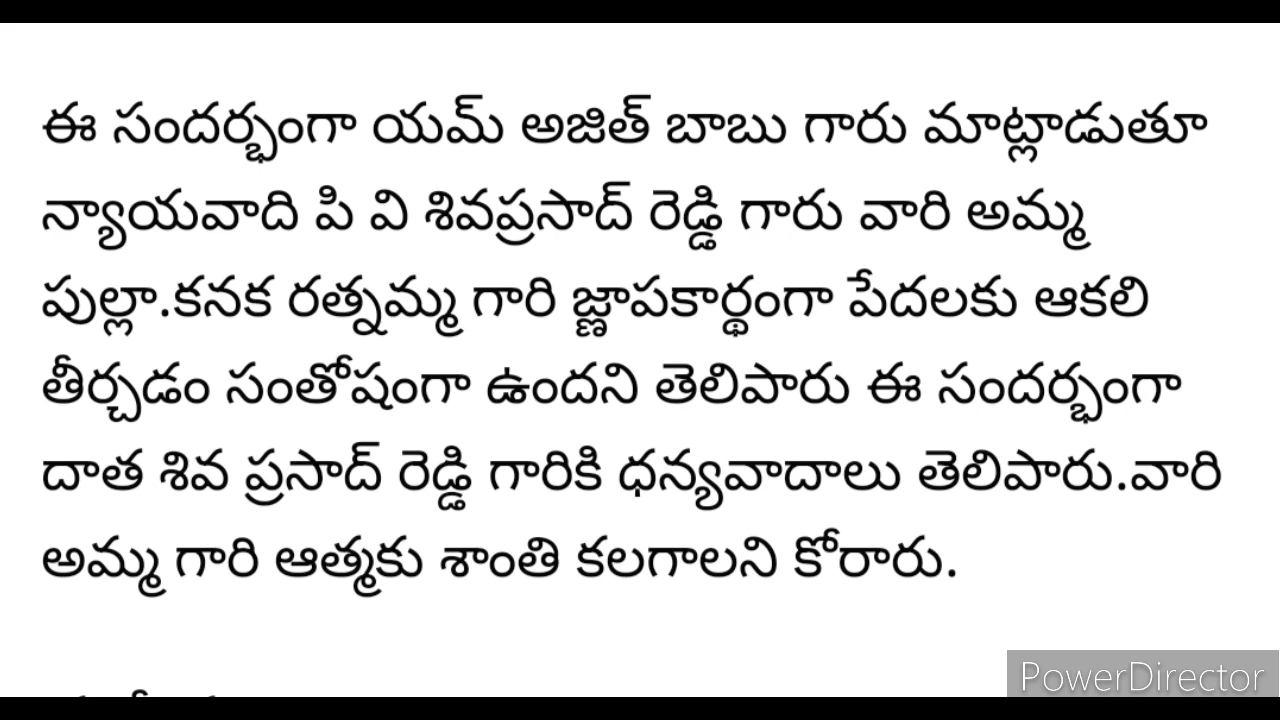 ఈ సందర్భంగా యమ్ అజిత్ బాబు గారు మాట్లాడుతూ
న్యాయవాది పి వి శివప్రసాద్ రెడ్డి గారు వారి అమ్మ
పుల్లా.కనక రత్నమ్మ గారి జ్ణాపకార్థంగా పేదలకు ఆకలి
తీర్చడం సంతోషంగా ఉందని తెలిపారు ఈ సందర్భంగా
దాత శివ ప్రసాద్ రెడ్డి గారికి ధన్యవాదాలు తెలిపారు.వారి
అమ్మ గారి ఆత్మకు శాంతి కలగాలని కోరారు.
PowerDirector